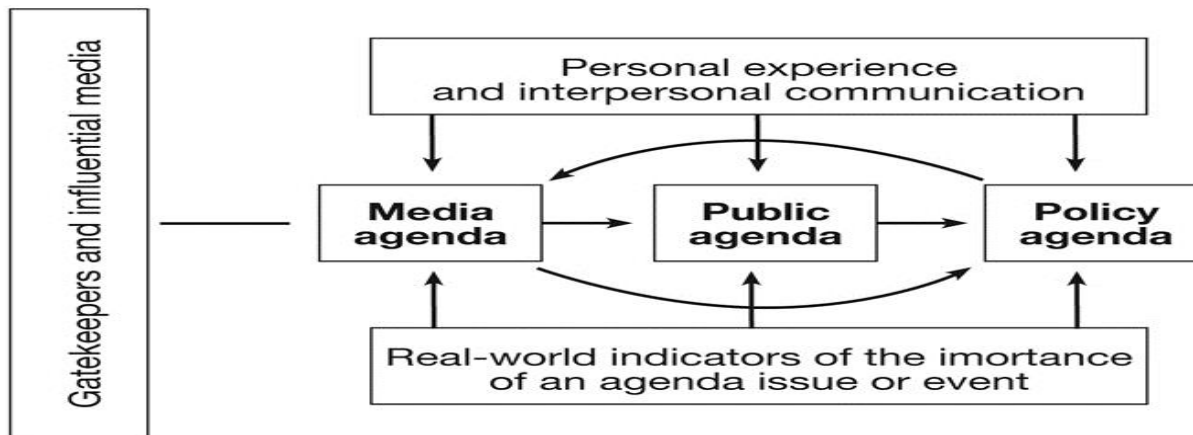 Gatekeepers and influential media
Personal experience
and interpersonal communication
Media
agenda
Public
agenda
Policy
agenda
Real-world indicators of the imortance
of an agenda issue or event